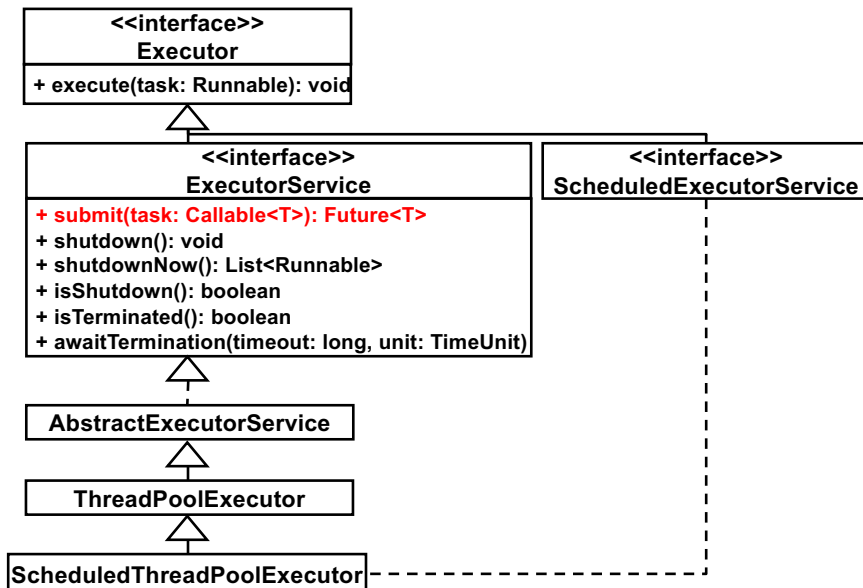 <<interface>>
Executor
+ execute(task: Runnable): void
<<interface>>
ExecutorService
+ submit(task: Callable<T>): Future<T>
+ shutdown(): void
+ shutdownNow(): List<Runnable>
+ isShutdown(): boolean
+ isTerminated(): boolean
+ awaitTermination(timeout: long, unit: TimeUnit)
<<interface>>
ScheduledExecutorService
AbstractExecutorService
ThreadPoolExecutor
ScheduledThreadPoolExecutor